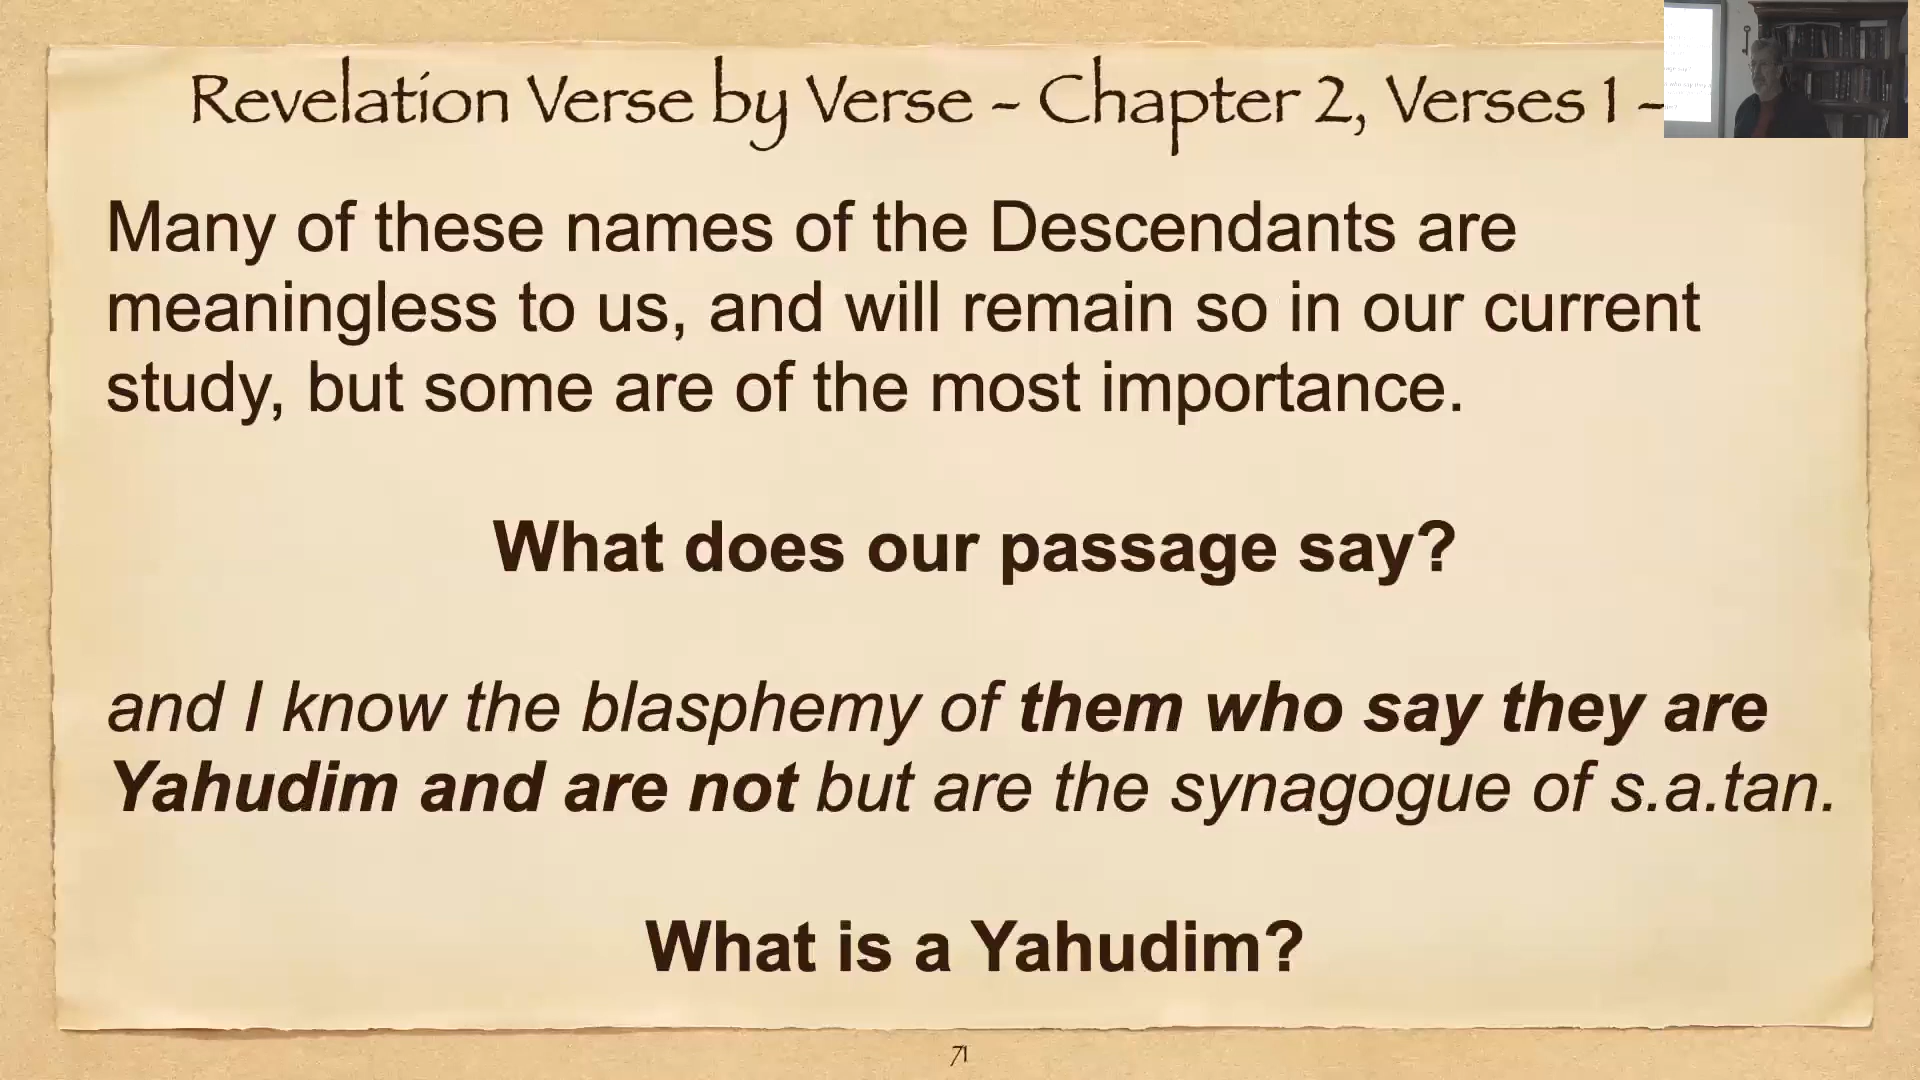 Revelation Verse by Verse - Chapter 2, Verses 1 -
Many of these names of the Descendants are
meaningless to us, and will remain so in our current
study, but some are of the most importance.
What does our passage say?
and I know the blasphemy of them who say they are
Yahudim and are not but are the synagogue of s.a.tan.
What is a Yahudim?
71